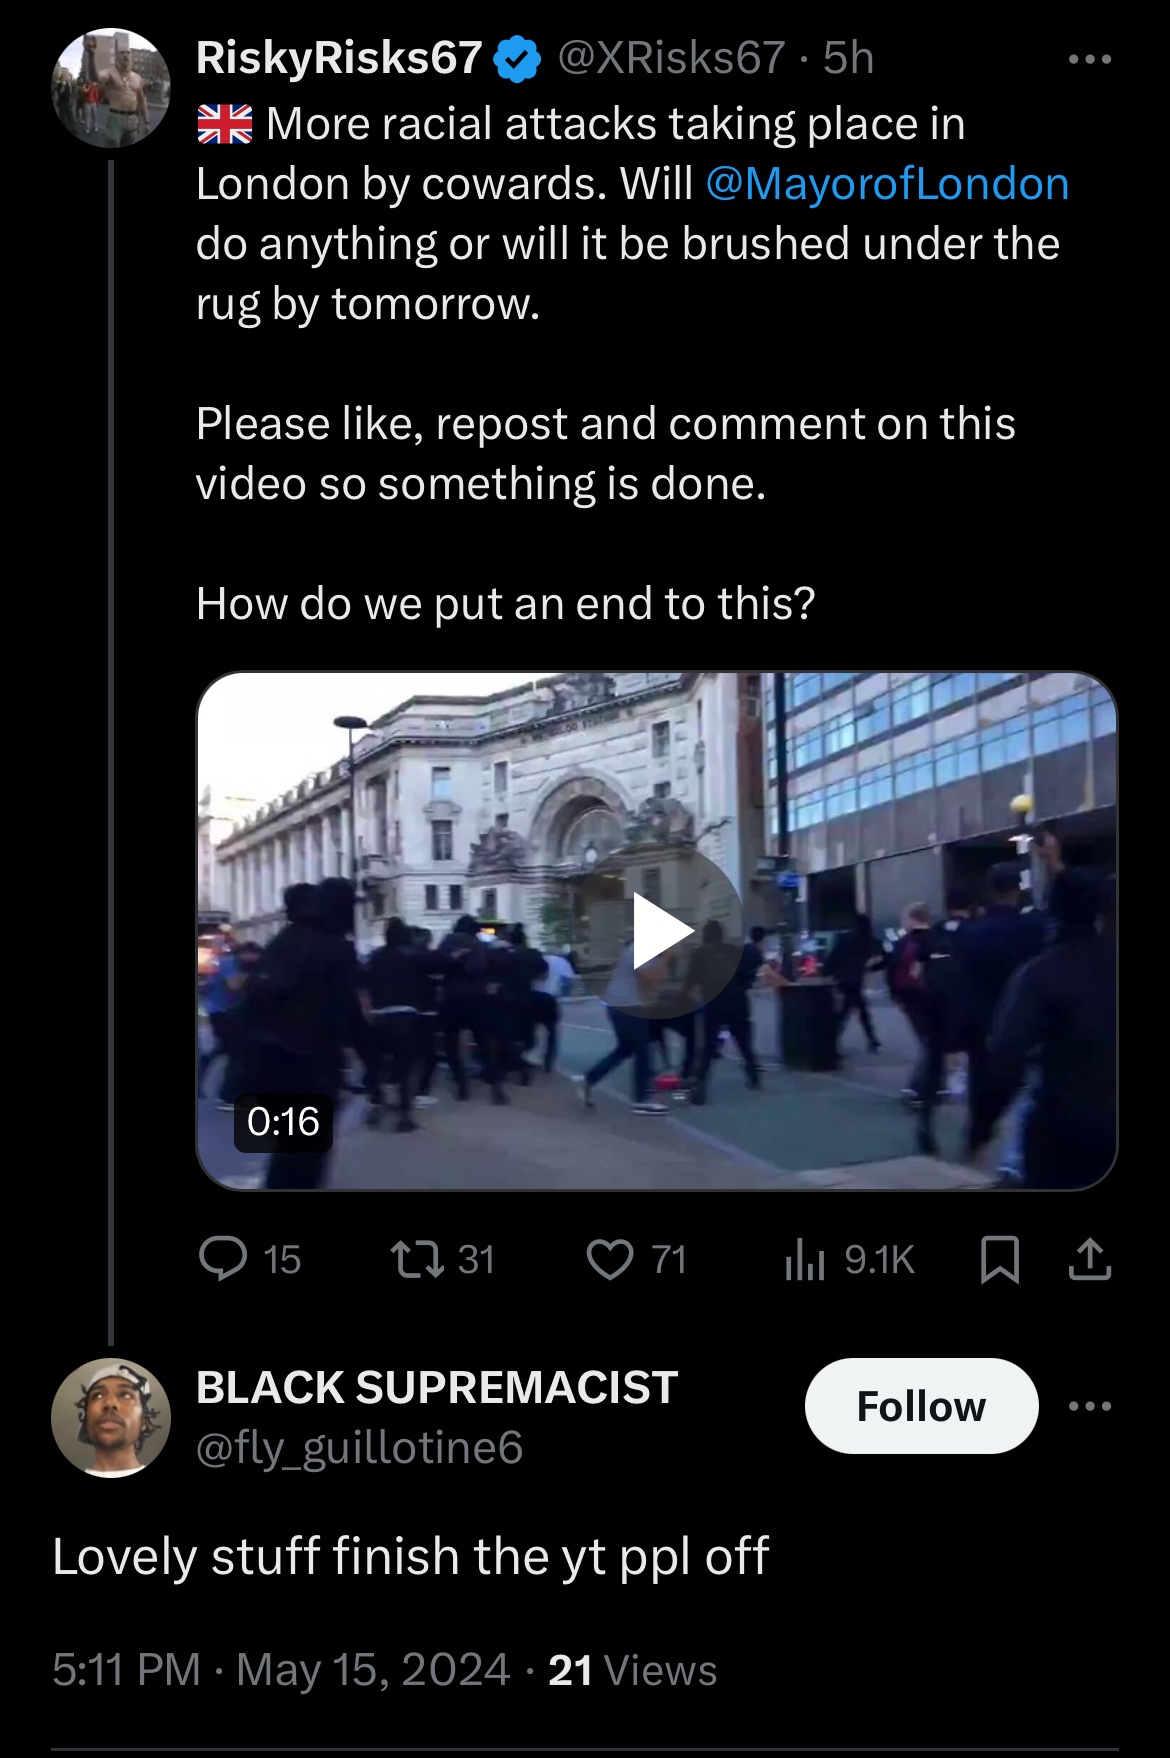 RiskyRisks67 @XRisks67 · 5h
🇬🇧 More racial attacks taking place in
London by cowards. Will @MayorofLondon
do anything or will it be brushed under the
rug by tomorrow.
Please like, repost and comment on this
video so something is done.
How do we put an end to this?
0:16
15 31 71 9.1K
BLACK SUPREMACIST
Follow
@fly_guillotine6
Lovely stuff finish the yt ppl off
5:11 PM · May 15, 2024 · 21 Views